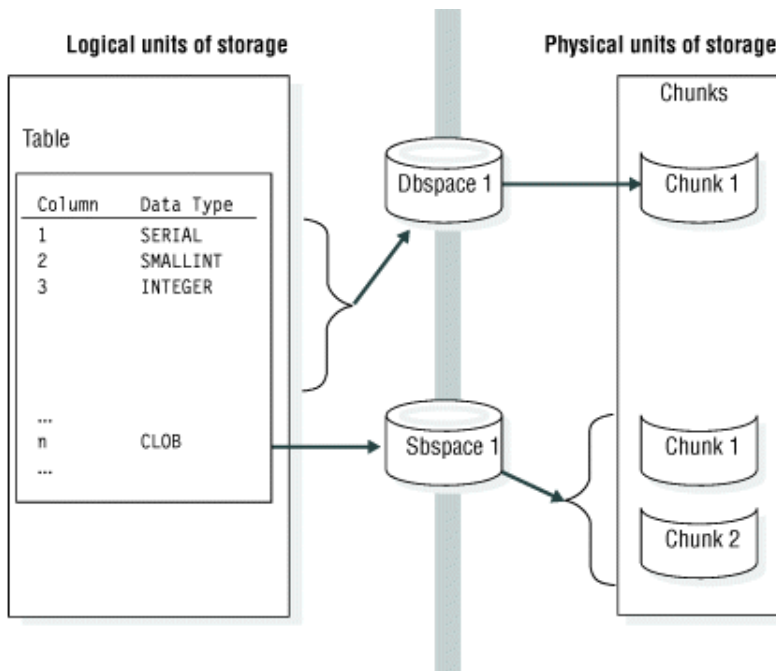 Logical units of storage
Physical units of storage
Table
Column Data Type
1 SERIAL
2 SMALLINT
3 INTEGER
...
n CLOB
...
Dbspace 1
Sbspace 1
Chunks
Chunk 1
Chunk 1
Chunk 2